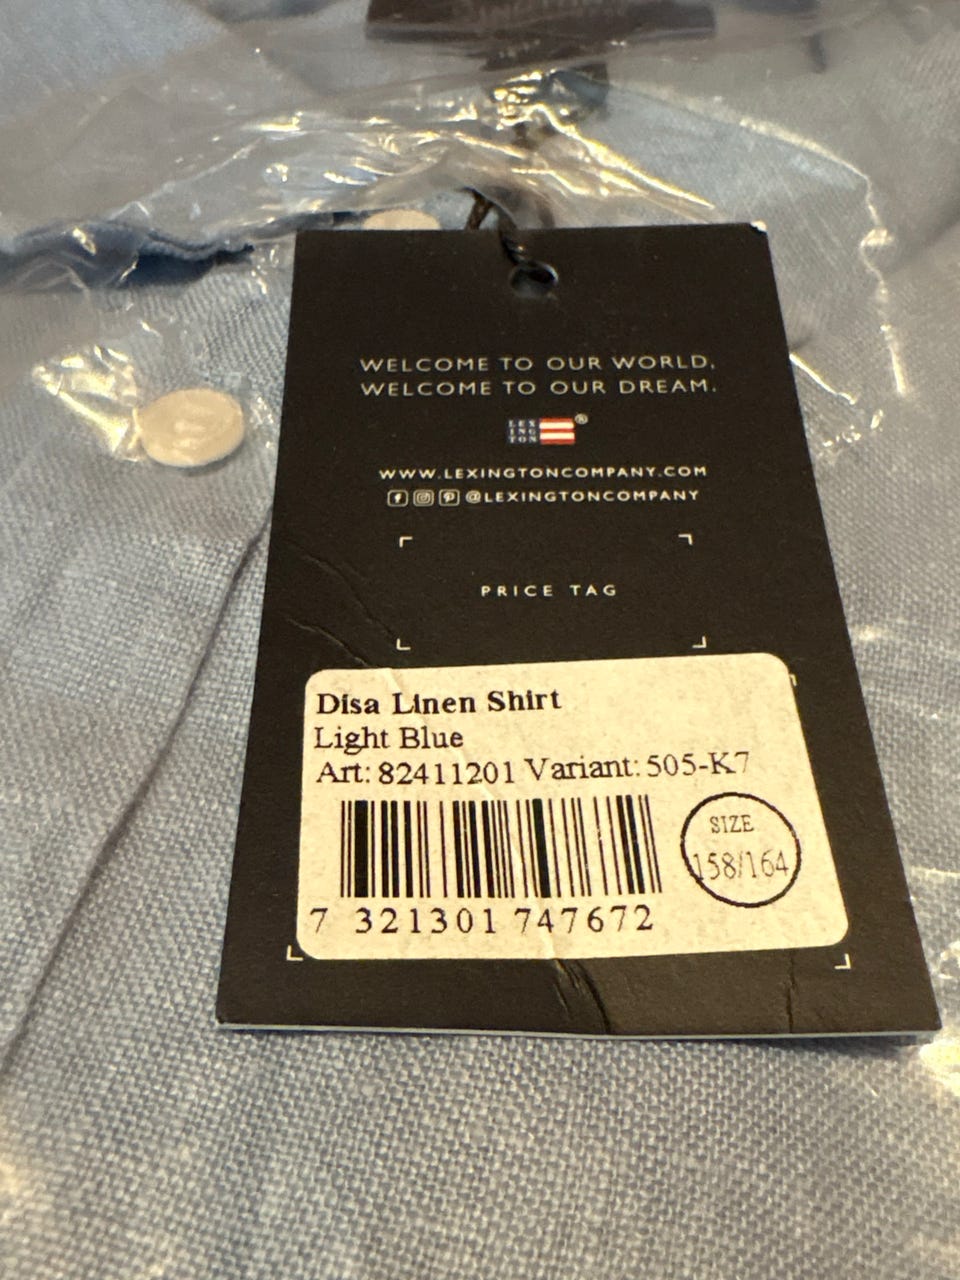 WELCOME TO OUR WORLD,
WELCOME TO OUR DREAM.
LEX
ING
TON
®
WWW.LEXINGTONCOMPANY.COM
@LEXINGTONCOMPANY
PRICE TAG
Disa Linen Shirt
Light Blue
Art: 82411201 Variant: 505-K7
SIZE
158/164
7 321301 747672